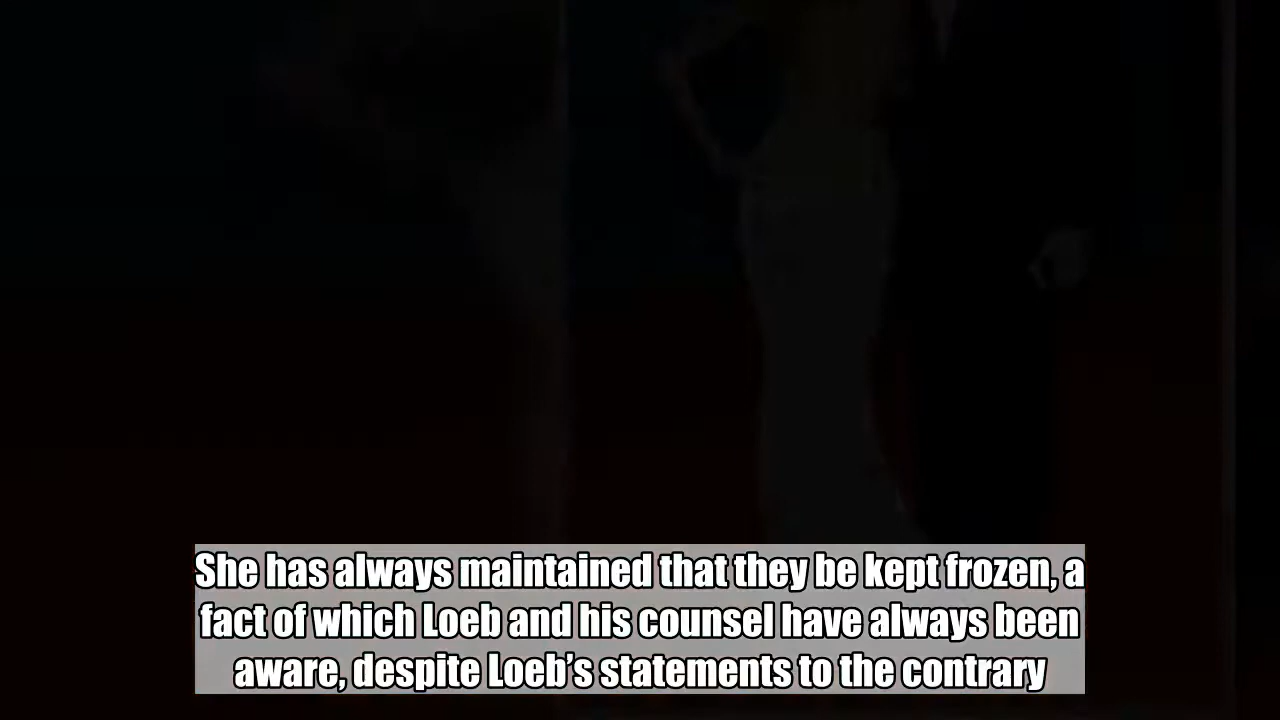 She has always maintained that they be kept frozen, a
fact of which Loeb and his counsel have always been
aware, despite Loeb’s statements to the contrary